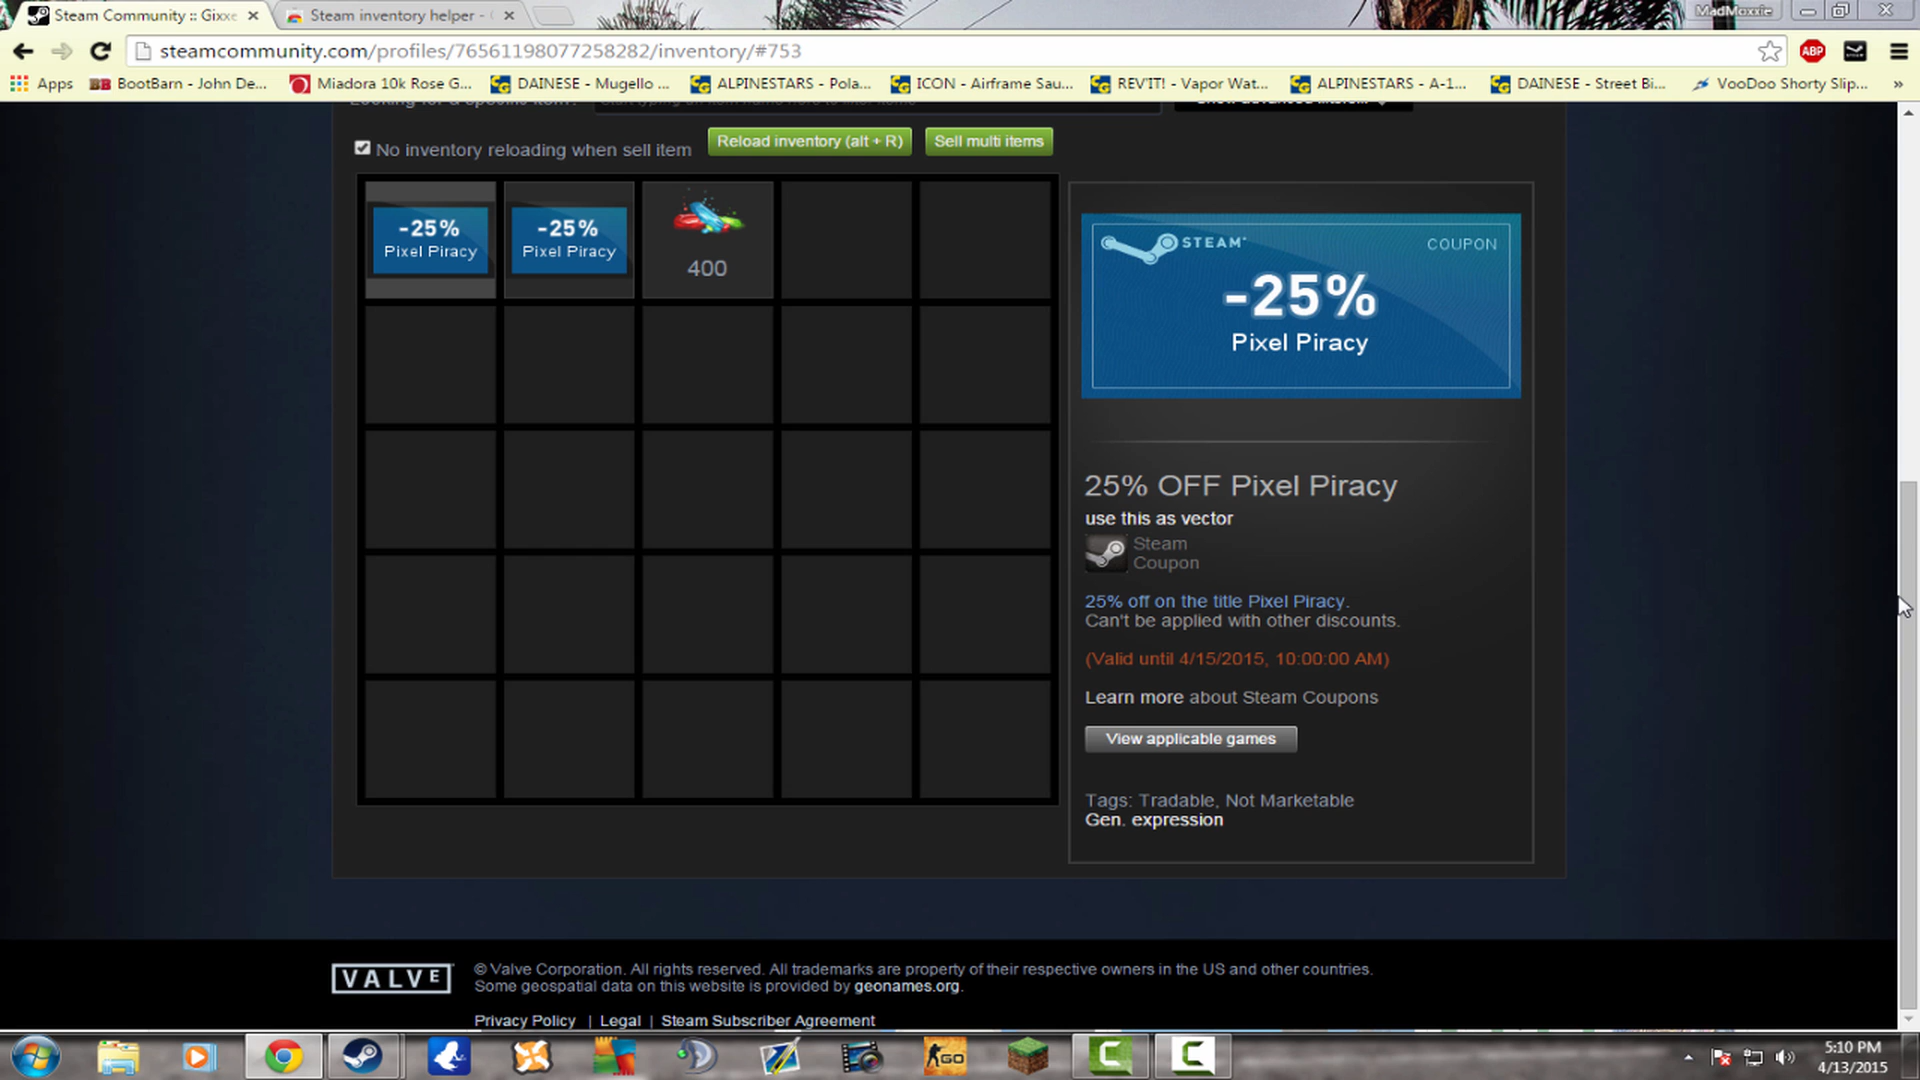 Steam Community :: Gixxe
Steam inventory helper -
MadMoxxie
steamcommunity.com/profiles/76561198077258282/inventory/#753
ABP
Apps
BootBarn - John De...
Miadora 10k Rose G...
DAINESE - Mugello ...
ALPINESTARS - Pola...
ICON - Airframe Sau...
REV'IT! - Vapor Wat...
ALPINESTARS - A-1...
DAINESE - Street Bi...
VooDoo Shorty Slip...
»
No inventory reloading when sell item
Reload inventory (alt + R)
Sell multi items
-25%
Pixel Piracy
-25%
Pixel Piracy
400
STEAM
COUPON
-25%
Pixel Piracy
25% OFF Pixel Piracy
use this as vector
Steam
Coupon
25% off on the title Pixel Piracy.
Can't be applied with other discounts.
(Valid until 4/15/2015, 10:00:00 AM)
Learn more about Steam Coupons
View applicable games
Tags: Tradable, Not Marketable
Gen. expression
VALVE
© Valve Corporation. All rights reserved. All trademarks are property of their respective owners in the US and other countries.
Some geospatial data on this website is provided by geonames.org.
Privacy Policy | Legal | Steam Subscriber Agreement
GO
5:10 PM
4/13/2015